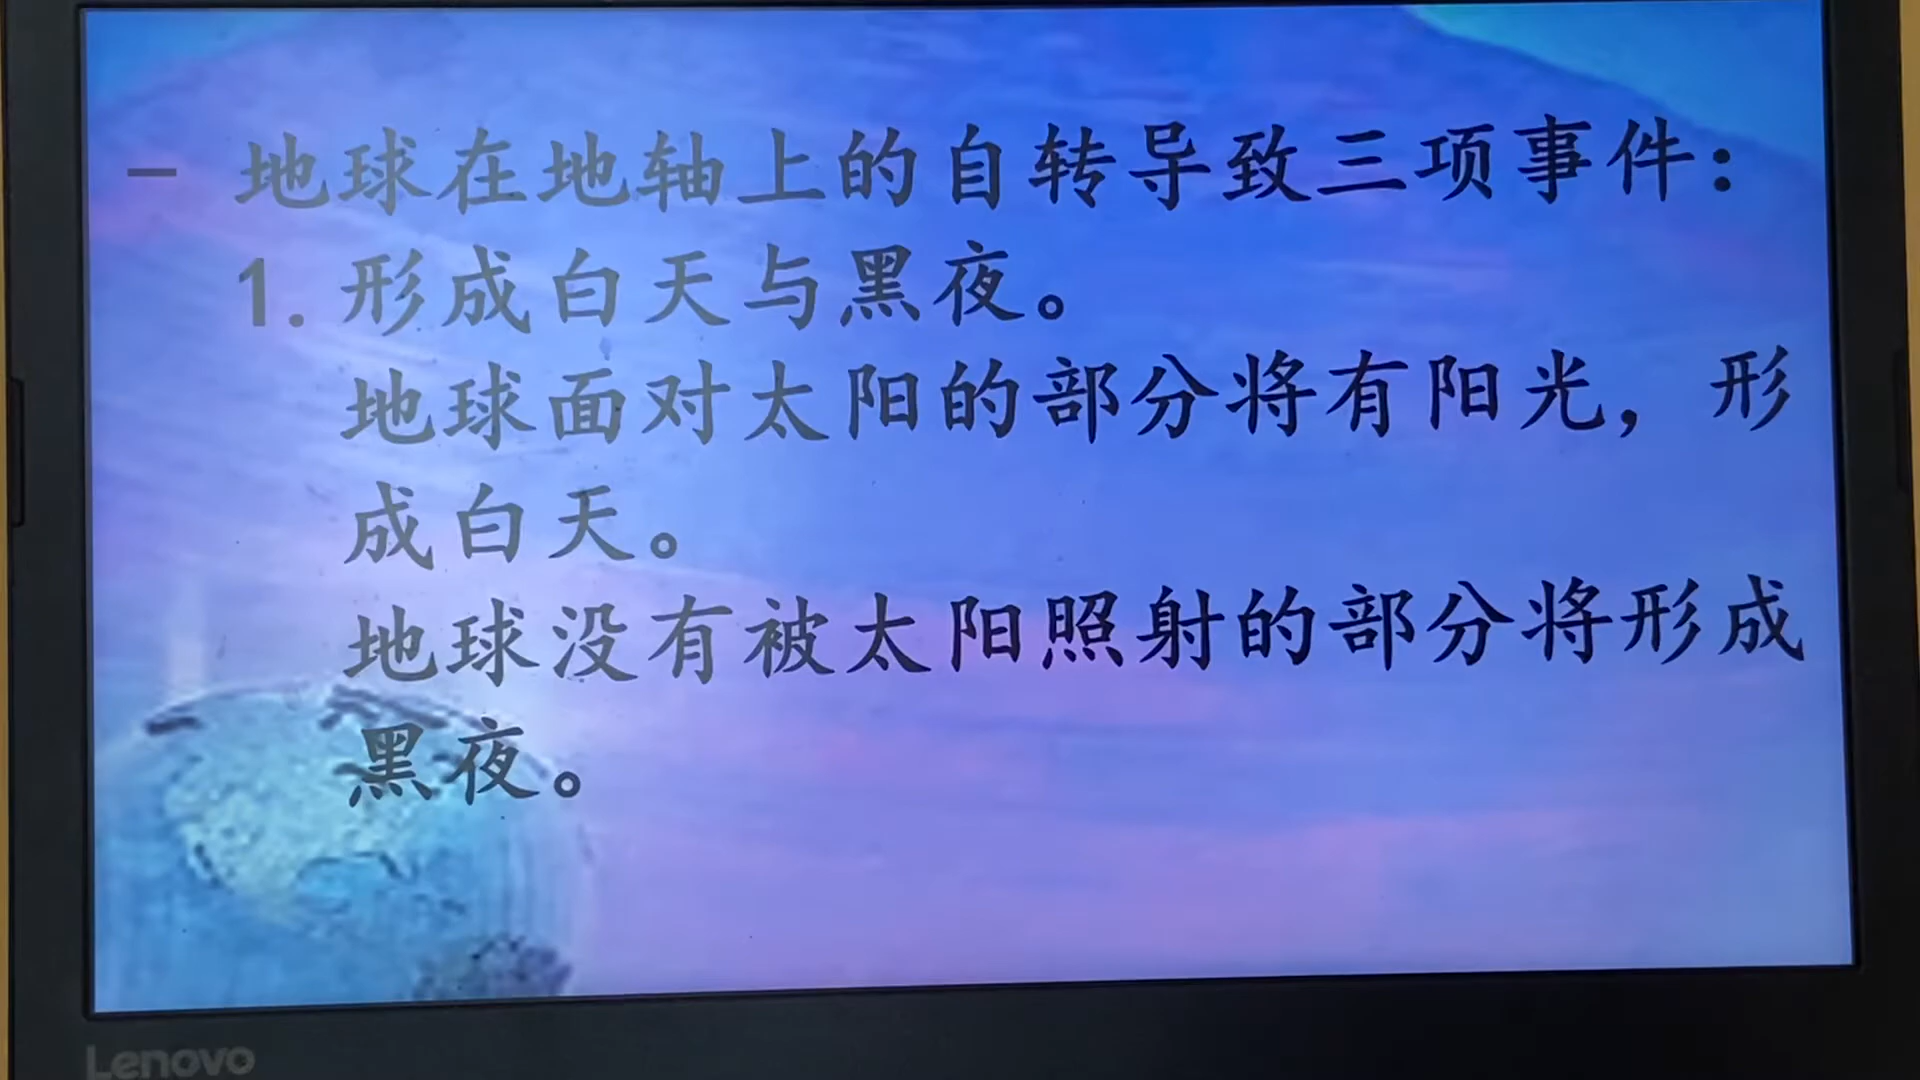 - 地球在地轴上的自转导致三项事件：
1. 形成白天与黑夜。
地球面对太阳的部分将有阳光，形
成白天。
地球没有被太阳照射的部分将形成
黑夜。
Lenovo